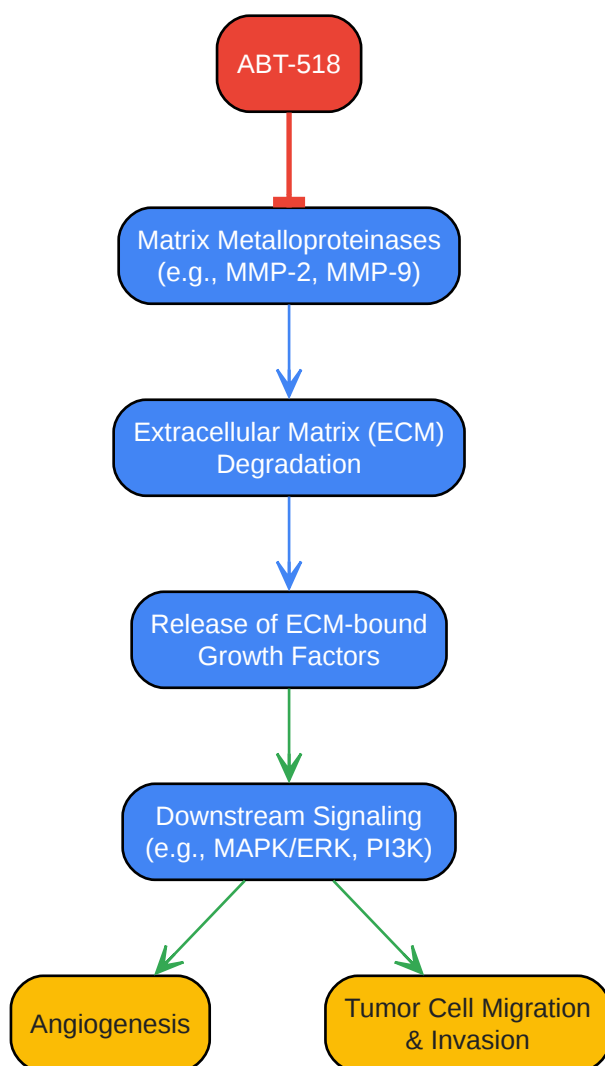 ABT-518
Matrix Metalloproteinases
(e.g., MMP-2, MMP-9)
Extracellular Matrix (ECM)
Degradation
Release of ECM-bound
Growth Factors
Downstream Signaling
(e.g., MAPK/ERK, PI3K)
Angiogenesis
Tumor Cell Migration
& Invasion